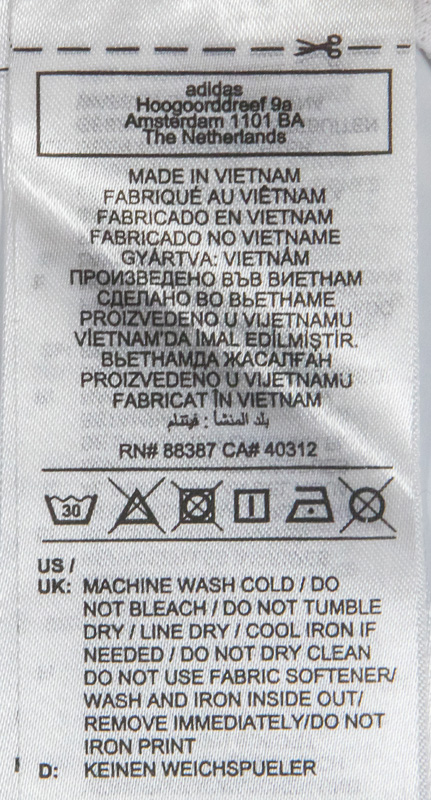 adidas
Hoogoorddreef 9a
Amsterdam 1101 BA
The Netherlands
MADE IN VIETNAM
FABRIQUÉ AU VIÊTNAM
FABRICADO EN VIETNAM
FABRICADO NO VIETNAME
GYÁRTVA: VIETNÁM
ПРОИЗВЕДЕНО ВЪВ ВИЕТНАМ
СДЕЛАНО ВО ВЬЕТНАМЕ
PROIZVEDENO U VIJETNAMU
VİETNAM'DA İMAL EDİLMİŞTİR.
ВЬЕТНАМДА ЖАСАЛҒАН
PROIZVEDENO U VIJETNAMU
FABRICAT ÎN VIETNAM
بلد المنشأ : فيتنام
RN# 88387 CA# 40312
30
US /
UK: MACHINE WASH COLD / DO
NOT BLEACH / DO NOT TUMBLE
DRY / LINE DRY / COOL IRON IF
NEEDED / DO NOT DRY CLEAN
DO NOT USE FABRIC SOFTENER/
WASH AND IRON INSIDE OUT/
REMOVE IMMEDIATELY/DO NOT
IRON PRINT
D: KEINEN WEICHSPUELER